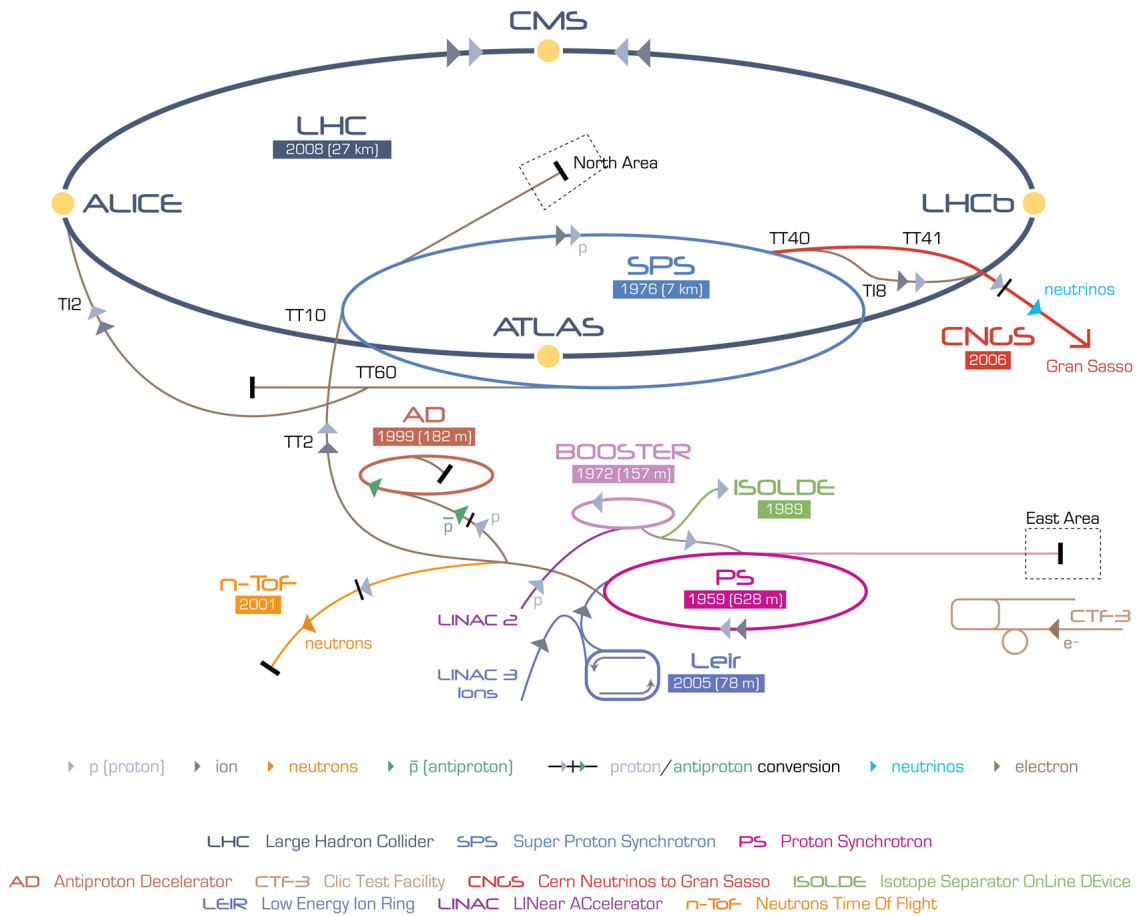 CMS
LHC
2008 (27 km)
North Area
ALICE
LHCb
TT40
TT41
p
SPS
1976 (7 km)
TI8
TI2
neutrinos
TT10
ATLAS
CNGS
2006
Gran Sasso
TT60
AD
1999 (182 m)
TT2
BOOSTER
1972 (157 m)
ISOLDE
1989
p̅
p
East Area
n-ToF
2001
PS
1959 (628 m)
p
LINAC 2
CTF3
e-
neutrons
LINAC 3
Ions
Leir
2005 (78 m)
p (proton) ion neutrons p̅ (antiproton) proton/antiproton conversion neutrinos electron
LHC Large Hadron Collider SPS Super Proton Synchrotron PS Proton Synchrotron
AD Antiproton Decelerator CTF3 Clic Test Facility CNGS Cern Neutrinos to Gran Sasso ISOLDE Isotope Separator OnLine DEvice
LEIR Low Energy Ion Ring LINAC LINear ACcelerator n-ToF Neutrons Time Of Flight